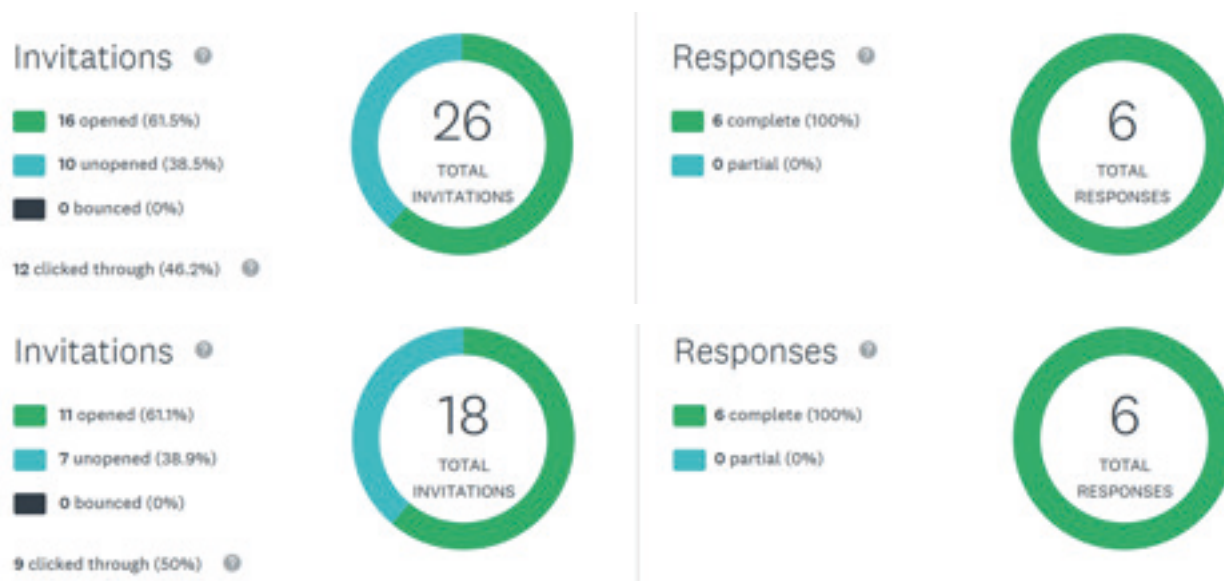 Invitations ?
16 opened (61.5%)
10 unopened (38.5%)
0 bounced (0%)
12 clicked through (46.2%) ?
26
TOTAL
INVITATIONS
Responses ?
6 complete (100%)
0 partial (0%)
6
TOTAL
RESPONSES
Invitations ?
11 opened (61.1%)
7 unopened (38.9%)
0 bounced (0%)
9 clicked through (50%) ?
18
TOTAL
INVITATIONS
Responses ?
6 complete (100%)
0 partial (0%)
6
TOTAL
RESPONSES